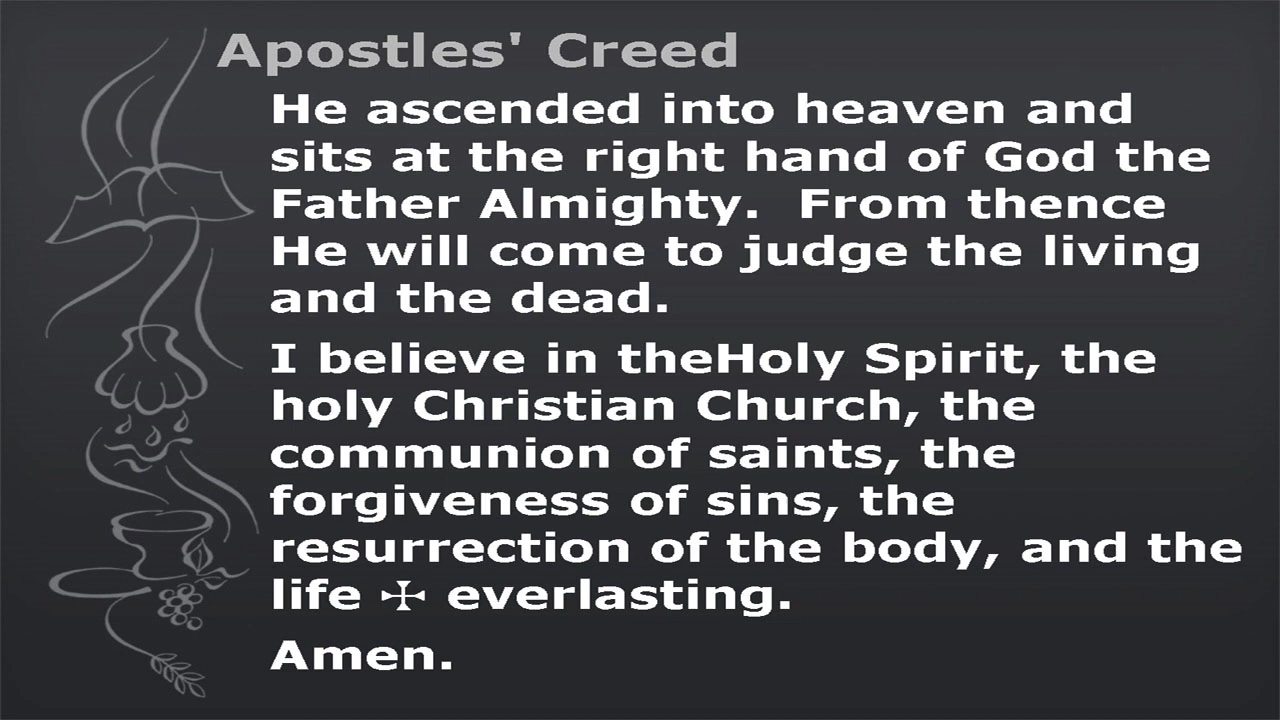 Apostles' Creed
He ascended into heaven and
sits at the right hand of God the
Father Almighty.  From thence
He will come to judge the living
and the dead.
I believe in theHoly Spirit, the
holy Christian Church, the
communion of saints, the
forgiveness of sins, the
resurrection of the body, and the
life ☩ everlasting.
Amen.